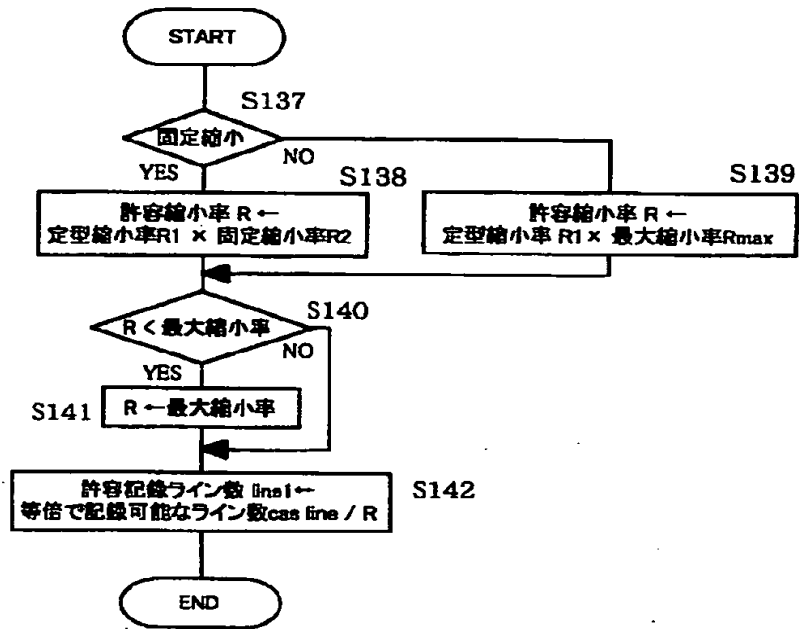 START
S137
固定縮小
YES
NO
S138
許容縮小率 R ←
定型縮小率R1 × 固定縮小率R2
S139
許容縮小率 R ←
定型縮小率 R1 × 最大縮小率Rmax
S140
R < 最大縮小率
NO
YES
S141
R ← 最大縮小率
S142
許容記録ライン数 lins1 ←
等倍で記録可能なライン数cas line / R
END